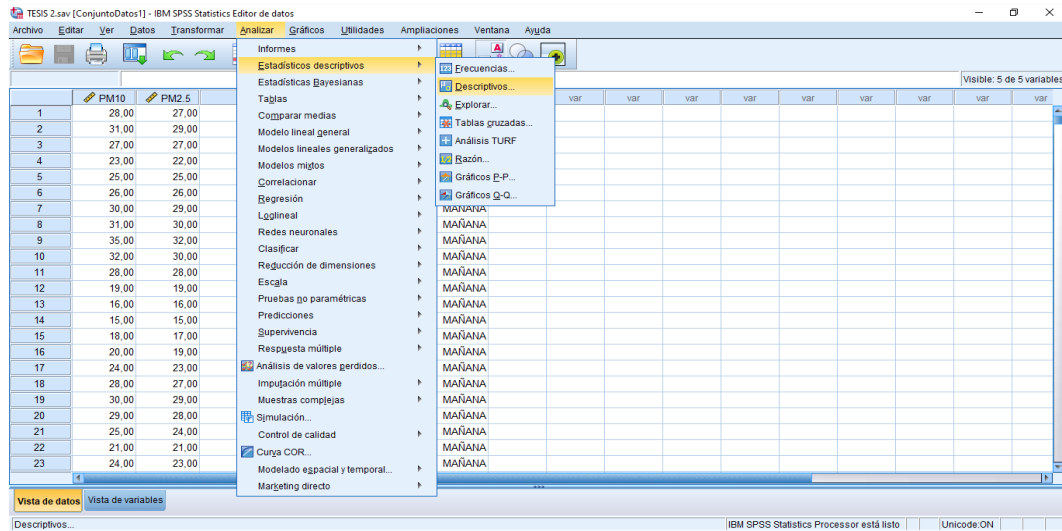 TESIS 2.sav [ConjuntoDatos1] - IBM SPSS Statistics Editor de datos
Archivo Editar Ver Datos Transformar Analizar Gráficos Utilidades Ampliaciones Ventana Ayuda
Visible: 5 de 5 variables
Informes
Estadísticos descriptivos
Estadísticas Bayesianas
Tablas
Comparar medias
Modelo lineal general
Modelos lineales generalizados
Modelos mixtos
Correlacionar
Regresión
Loglineal
Redes neuronales
Clasificar
Reducción de dimensiones
Escala
Pruebas no paramétricas
Predicciones
Supervivencia
Respuesta múltiple
Análisis de valores perdidos...
Imputación múltiple
Muestras complejas
Simulación...
Control de calidad
Curva COR...
Modelado espacial y temporal...
Marketing directo
Frecuencias...
Descriptivos...
Explorar...
Tablas cruzadas...
Análisis TURF
Razón...
Gráficos P-P...
Gráficos Q-Q...
PM10 PM2.5 var var var var var var var var var
1 28,00 27,00
2 31,00 29,00
3 27,00 27,00
4 23,00 22,00
5 25,00 25,00
6 26,00 26,00
7 30,00 29,00 MAÑANA
8 31,00 30,00 MAÑANA
9 35,00 32,00 MAÑANA
10 32,00 30,00 MAÑANA
11 28,00 28,00 MAÑANA
12 19,00 19,00 MAÑANA
13 16,00 16,00 MAÑANA
14 15,00 15,00 MAÑANA
15 18,00 17,00 MAÑANA
16 20,00 19,00 MAÑANA
17 24,00 23,00 MAÑANA
18 28,00 27,00 MAÑANA
19 30,00 29,00 MAÑANA
20 29,00 28,00 MAÑANA
21 25,00 24,00 MAÑANA
22 21,00 21,00 MAÑANA
23 24,00 23,00 MAÑANA
Vista de datos Vista de variables
Descriptivos... IBM SPSS Statistics Processor está listo Unicode:ON